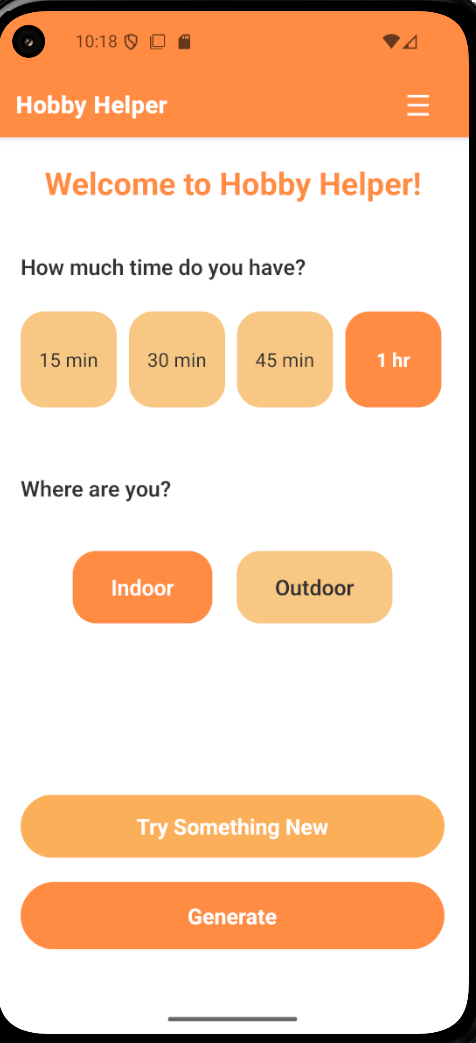 10:18
Hobby Helper
Welcome to Hobby Helper!
How much time do you have?
15 min 30 min 45 min 1 hr
Where are you?
Indoor Outdoor
Try Something New
Generate